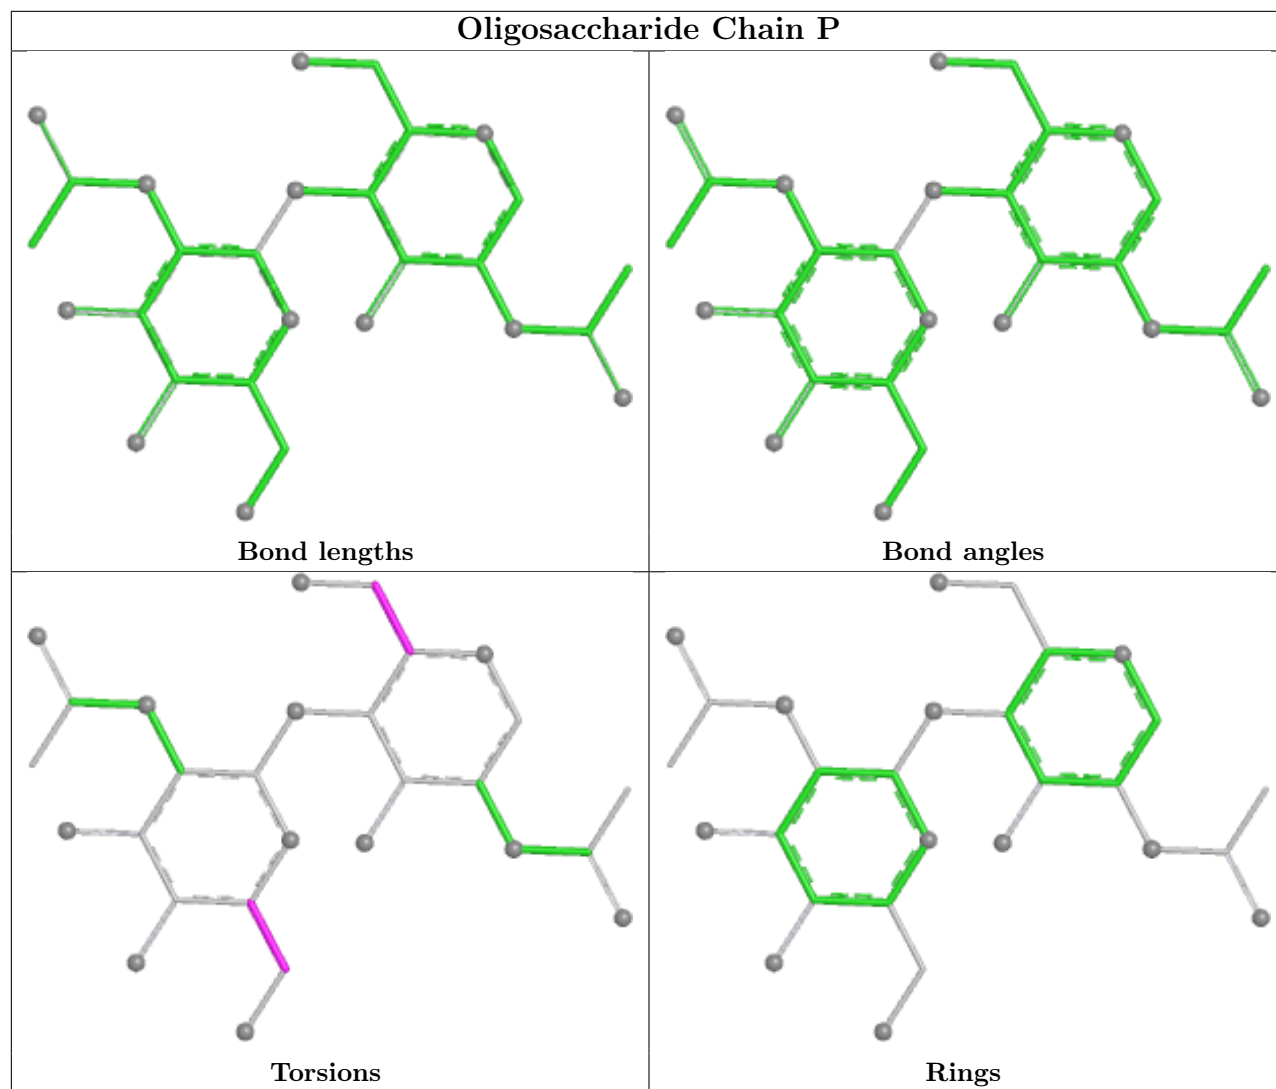 Oligosaccharide Chain P
Bond lengths
Bond angles
Torsions
Rings